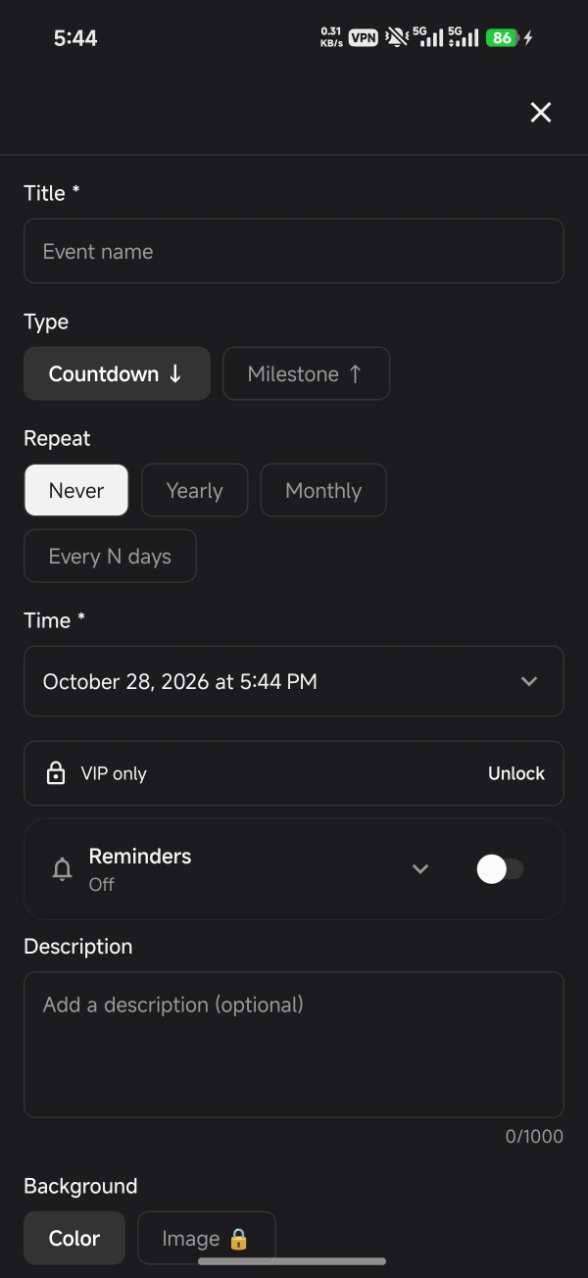 5:44
0.31 KB/s VPN 5G 5G 86
Title *
Event name
Type
Countdown ↓ Milestone ↑
Repeat
Never Yearly Monthly
Every N days
Time *
October 28, 2026 at 5:44 PM
VIP only Unlock
Reminders
Off
Description
Add a description (optional)
0/1000
Background
Color Image 🔒